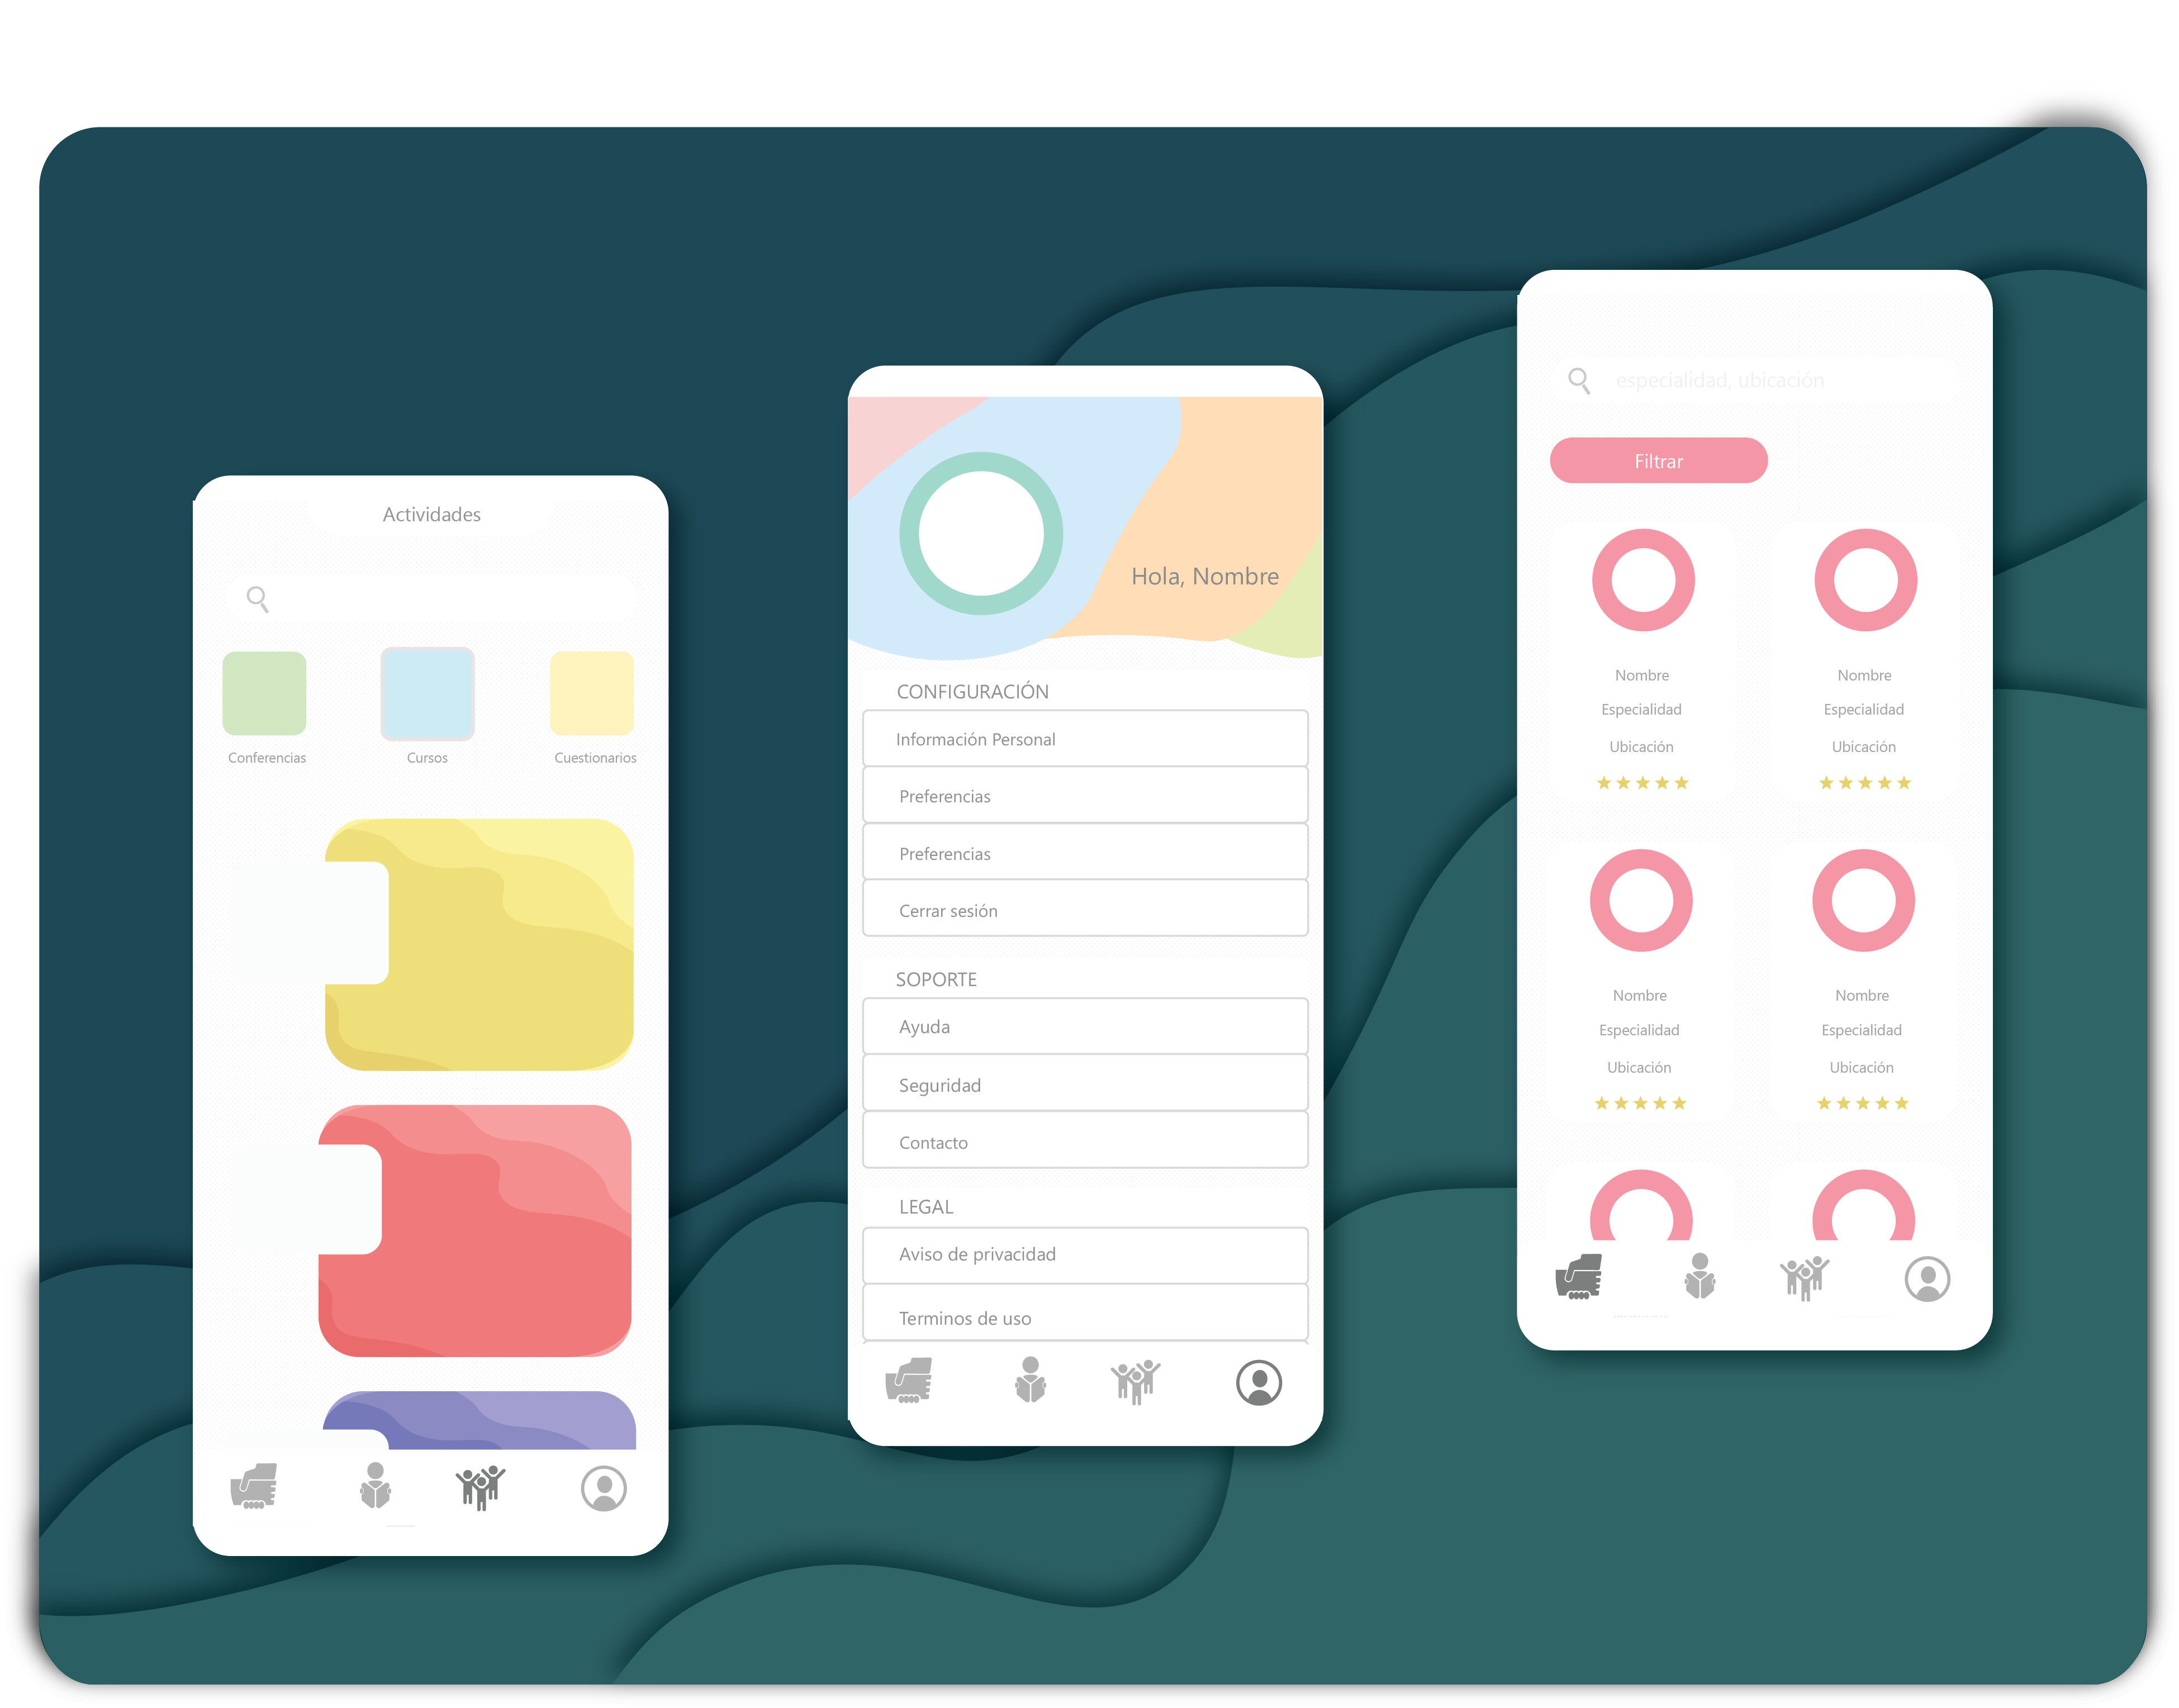 Actividades
Conferencias
Cursos
Cuestionarios
Hola, Nombre
CONFIGURACIÓN
Información Personal
Preferencias
Preferencias
Cerrar sesión
SOPORTE
Ayuda
Seguridad
Contacto
LEGAL
Aviso de privacidad
Terminos de uso
especialidad, ubicación
Filtrar
Nombre
Especialidad
Ubicación
Nombre
Especialidad
Ubicación
Nombre
Especialidad
Ubicación
Nombre
Especialidad
Ubicación